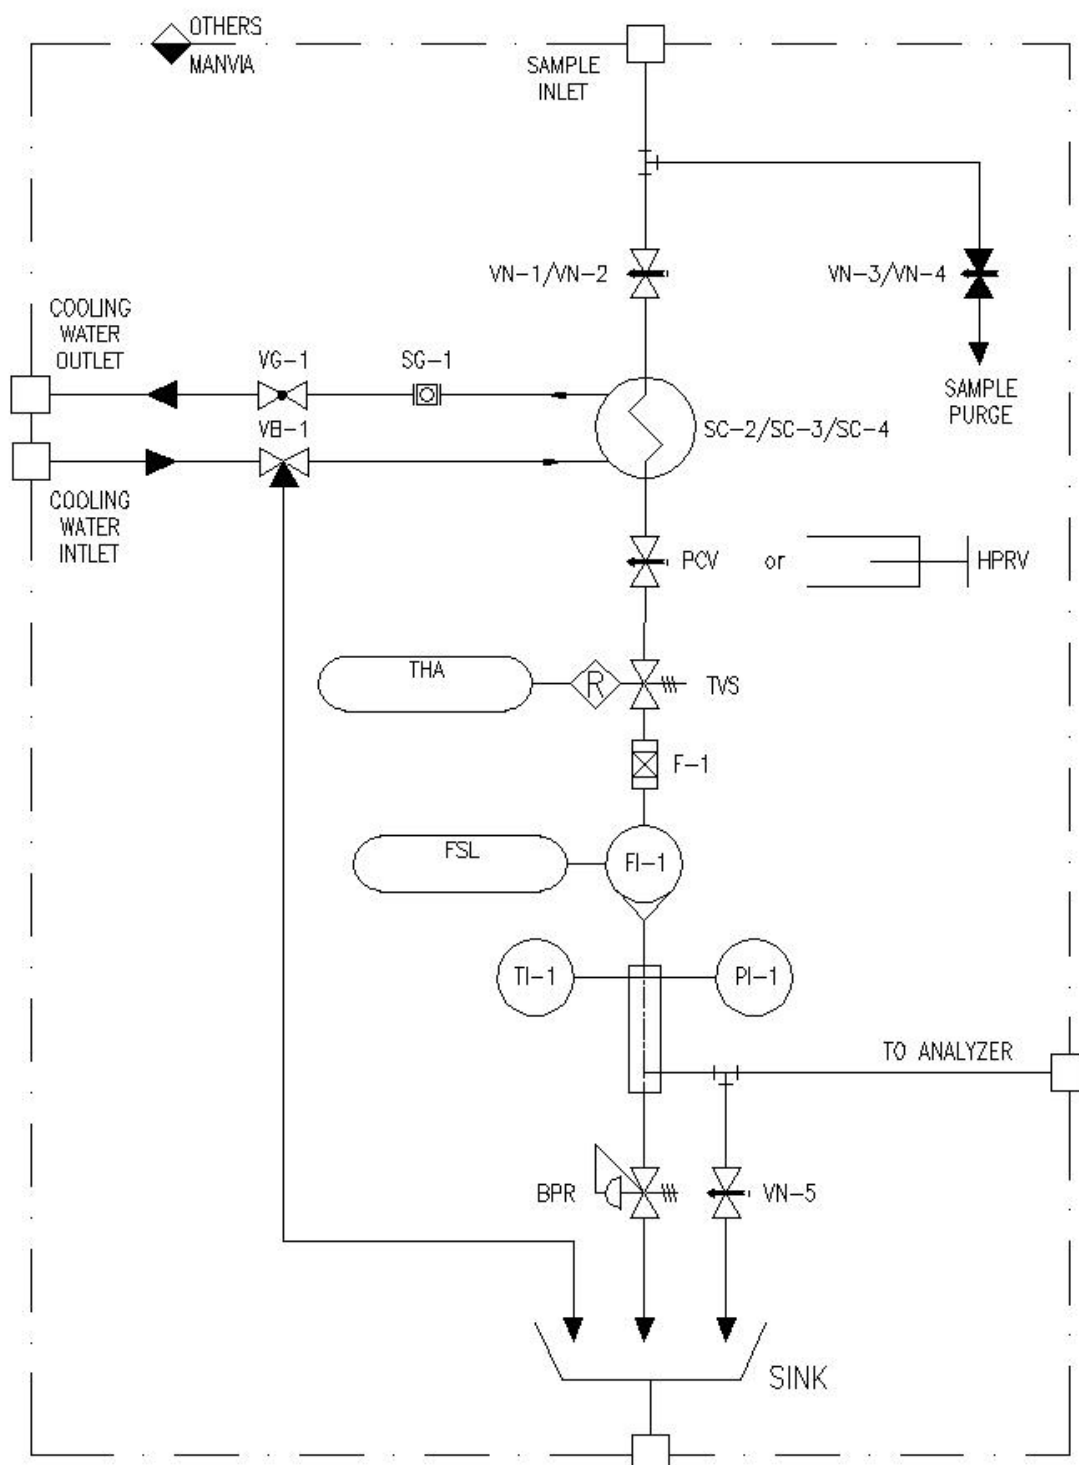 OTHERS
MANVIA
SAMPLE
INLET
VN-1/VN-2
VN-3/VN-4
COOLING
WATER
OUTLET
VG-1
SG-1
SAMPLE
PURGE
VB-1
SC-2/SC-3/SC-4
COOLING
WATER
INTLET
PCV or HPRV
THA
R
TVS
F-1
FSL
FI-1
TI-1
PI-1
TO ANALYZER
BPR
VN-5
SINK